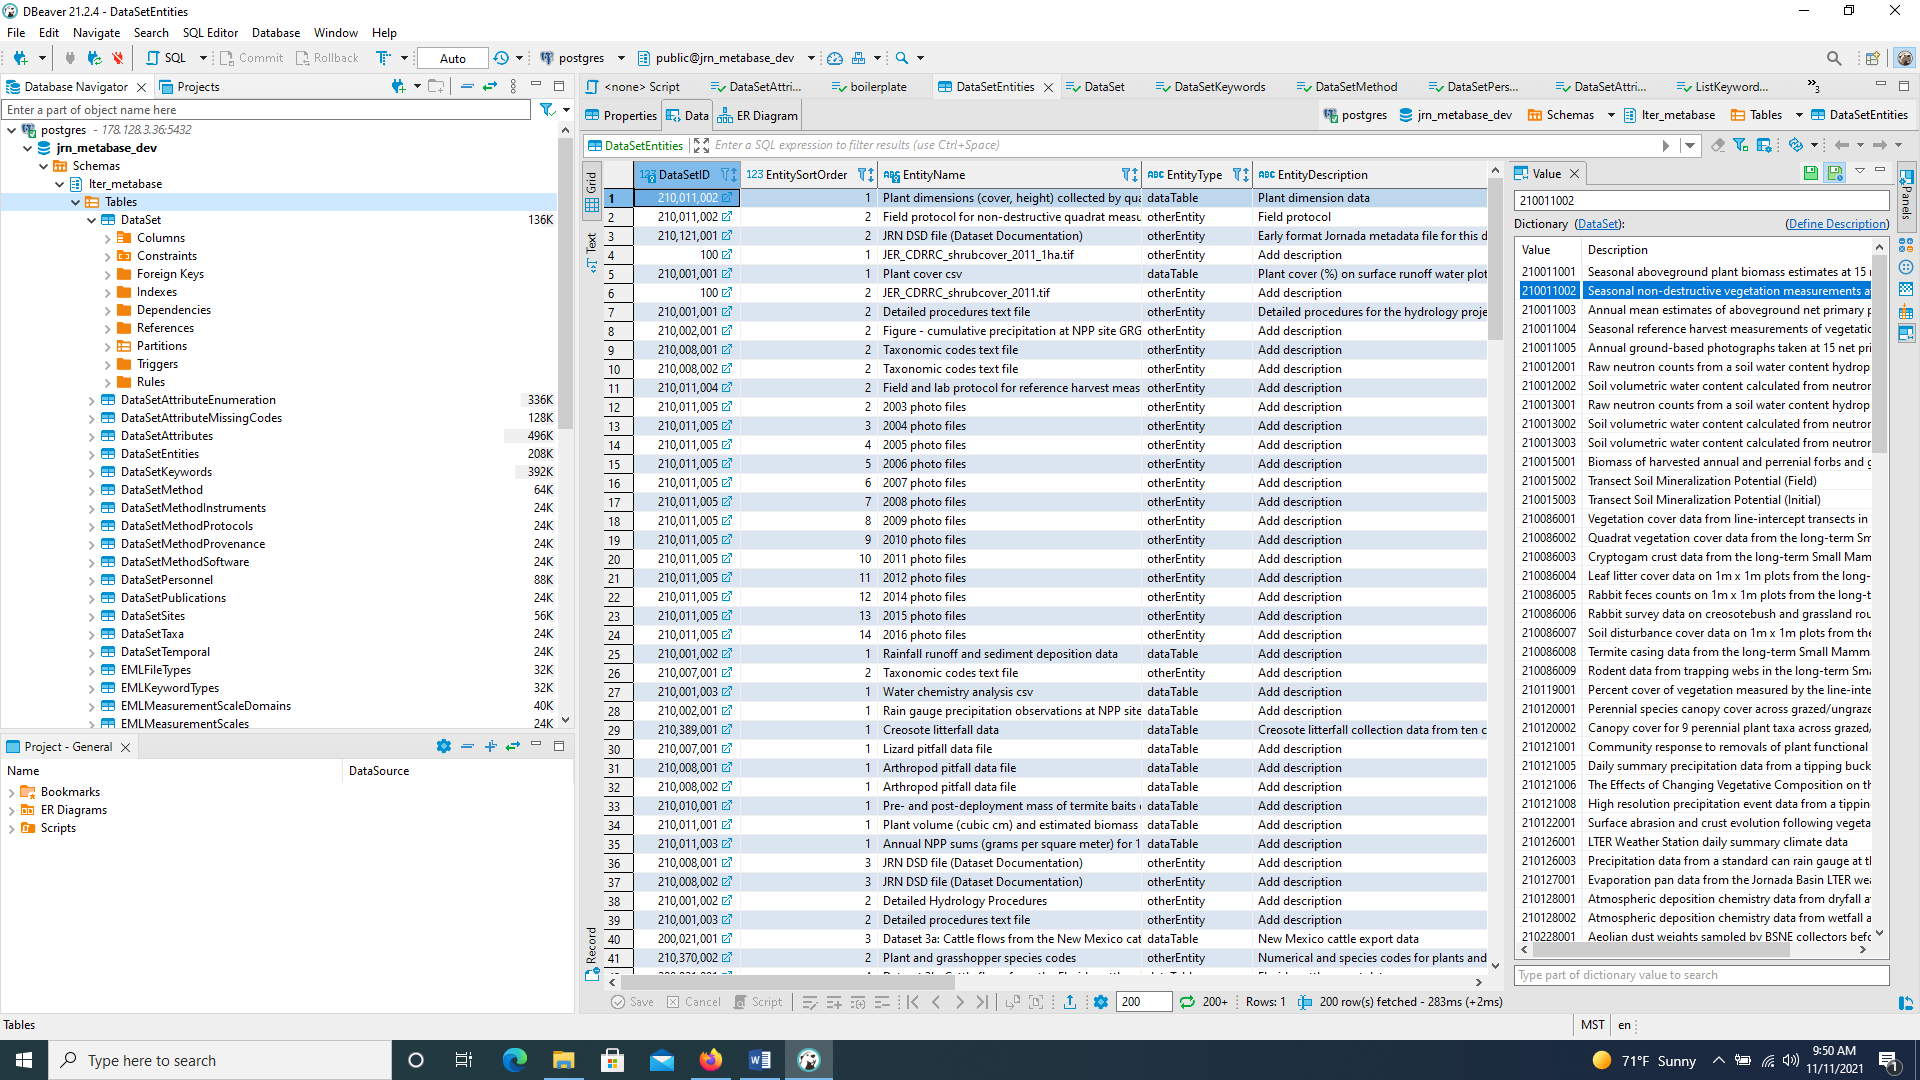 DBeaver 21.2.4 - DataSetEntities
File Edit Navigate Search SQL Editor Database Window Help
SQL Commit Rollback Auto postgres public@jrn_metabase_dev
Database Navigator Projects
Enter a part of object name here
postgres - 178.128.3.36:5432
jrn_metabase_dev
Schemas
lter_metabase
Tables
DataSet 136K
Columns
Constraints
Foreign Keys
Indexes
Dependencies
References
Partitions
Triggers
Rules
DataSetAttributeEnumeration 336K
DataSetAttributeMissingCodes 128K
DataSetAttributes 496K
DataSetEntities 208K
DataSetKeywords 392K
DataSetMethod 64K
DataSetMethodInstruments 24K
DataSetMethodProtocols 24K
DataSetMethodProvenance 24K
DataSetMethodSoftware 24K
DataSetPersonnel 88K
DataSetPublications 24K
DataSetSites 56K
DataSetTaxa 24K
DataSetTemporal 24K
EMLFileTypes 32K
EMLKeywordTypes 32K
EMLMeasurementScaleDomains 40K
EMLMeasurementScales 24K
Project - General
Name DataSource
Bookmarks
ER Diagrams
Scripts
<none> Script DataSetAttri... boilerplate DataSetEntities DataSet DataSetKeywords DataSetMethod DataSetPers... DataSetAttri... ListKeyword... »3
Properties Data ER Diagram postgres jrn_metabase_dev Schemas lter_metabase Tables DataSetEntities
DataSetEntities Enter a SQL expression to filter results (use Ctrl+Space)
Grid
Text
Record
123 DataSetID 123 EntitySortOrder ABC EntityName ABC EntityType ABC EntityDescription
1 210,011,002 1 Plant dimensions (cover, height) collected by qua dataTable Plant dimension data
2 210,011,002 2 Field protocol for non-destructive quadrat measu otherEntity Field protocol
3 210,121,001 2 JRN DSD file (Dataset Documentation) otherEntity Early format Jornada metadata file for this d
4 100 1 JER_CDRRC_shrubcover_2011_1ha.tif otherEntity Add description
5 210,001,001 1 Plant cover csv dataTable Plant cover (%) on surface runoff water plot
6 100 2 JER_CDRRC_shrubcover_2011.tif otherEntity Add description
7 210,001,001 2 Detailed procedures text file otherEntity Detailed procedures for the hydrology proje
8 210,002,001 2 Figure - cumulative precipitation at NPP site GRG otherEntity Add description
9 210,008,001 2 Taxonomic codes text file otherEntity Add description
10 210,008,002 2 Taxonomic codes text file otherEntity Add description
11 210,011,004 2 Field and lab protocol for reference harvest meas otherEntity Add description
12 210,011,005 2 2003 photo files otherEntity Add description
13 210,011,005 3 2004 photo files otherEntity Add description
14 210,011,005 4 2005 photo files otherEntity Add description
15 210,011,005 5 2006 photo files otherEntity Add description
16 210,011,005 6 2007 photo files otherEntity Add description
17 210,011,005 7 2008 photo files otherEntity Add description
18 210,011,005 8 2009 photo files otherEntity Add description
19 210,011,005 9 2010 photo files otherEntity Add description
20 210,011,005 10 2011 photo files otherEntity Add description
21 210,011,005 11 2012 photo files otherEntity Add description
22 210,011,005 12 2014 photo files otherEntity Add description
23 210,011,005 13 2015 photo files otherEntity Add description
24 210,011,005 14 2016 photo files otherEntity Add description
25 210,001,002 1 Rainfall runoff and sediment deposition data dataTable Add description
26 210,007,001 2 Taxonomic codes text file otherEntity Add description
27 210,001,003 1 Water chemistry analysis csv dataTable Add description
28 210,002,001 1 Rain gauge precipitation observations at NPP site dataTable Add description
29 210,389,001 1 Creosote litterfall data dataTable Creosote litterfall collection data from ten c
30 210,007,001 1 Lizard pitfall data file dataTable Add description
31 210,008,001 1 Arthropod pitfall data file dataTable Add description
32 210,008,002 1 Arthropod pitfall data file dataTable Add description
33 210,010,001 1 Pre- and post-deployment mass of termite baits dataTable Add description
34 210,011,001 1 Plant volume (cubic cm) and estimated biomass dataTable Add description
35 210,011,003 1 Annual NPP sums (grams per square meter) for 1 dataTable Add description
36 210,008,001 3 JRN DSD file (Dataset Documentation) otherEntity Add description
37 210,008,002 3 JRN DSD file (Dataset Documentation) otherEntity Add description
38 210,001,002 2 Detailed Hydrology Procedures otherEntity Add description
39 210,001,003 2 Detailed procedures text file otherEntity Add description
40 200,021,001 3 Dataset 3a: Cattle flows from the New Mexico cat dataTable New Mexico cattle export data
41 210,370,002 2 Plant and grasshopper species codes otherEntity Numerical and species codes for plants and
Save Cancel Script 200 200+ Rows: 1 200 row(s) fetched - 283ms (+2ms)
Value
210011002
Dictionary (DataSet): (Define Description)
Value Description
210011001 Seasonal aboveground plant biomass estimates at 15
210011002 Seasonal non-destructive vegetation measurements a
210011003 Annual mean estimates of aboveground net primary p
210011004 Seasonal reference harvest measurements of vegetatic
210011005 Annual ground-based photographs taken at 15 net pri
210012001 Raw neutron counts from a soil water content hydrop
210012002 Soil volumetric water content calculated from neutror
210013001 Raw neutron counts from a soil water content hydrop
210013002 Soil volumetric water content calculated from neutror
210013003 Soil volumetric water content calculated from neutror
210015001 Biomass of harvested annual and perrenial forbs and g
210015002 Transect Soil Mineralization Potential (Field)
210015003 Transect Soil Mineralization Potential (Initial)
210086001 Vegetation cover data from line-intercept transects in
210086002 Quadrat vegetation cover data from the long-term Sm
210086003 Cryptogam crust data from the long-term Small Mam
210086004 Leaf litter cover data on 1m x 1m plots from the long-
210086005 Rabbit feces counts on 1m x 1m plots from the long-t
210086006 Rabbit survey data on creosotebush and grassland rou
210086007 Soil disturbance cover data on 1m x 1m plots from the
210086008 Termite casing data from the long-term Small Mamm
210086009 Rodent data from trapping webs in the long-term Sma
210119001 Percent cover of vegetation measured by the line-inte
210120001 Perennial species canopy cover across grazed/ungraze
210120002 Canopy cover for 9 perennial plant taxa across grazed/
210121001 Community response to removals of plant functional
210121005 Daily summary precipitation data from a tipping buck
210121006 The Effects of Changing Vegetative Composition on th
210121008 High resolution precipitation event data from a tippin
210122001 Surface abrasion and crust evolution following vegeta
210126001 LTER Weather Station daily summary climate data
210126003 Precipitation data from a standard can rain gauge at th
210127001 Evaporation pan data from the Jornada Basin LTER wea
210128001 Atmospheric deposition chemistry data from dryfall a
210128002 Atmospheric deposition chemistry data from wetfall a
210228001 Aeolian dust weights sampled by BSNE collectors befo
Type part of dictionary value to search
Panels
Tables MST en
Type here to search 71°F Sunny 9:50 AM
11/11/2021 1